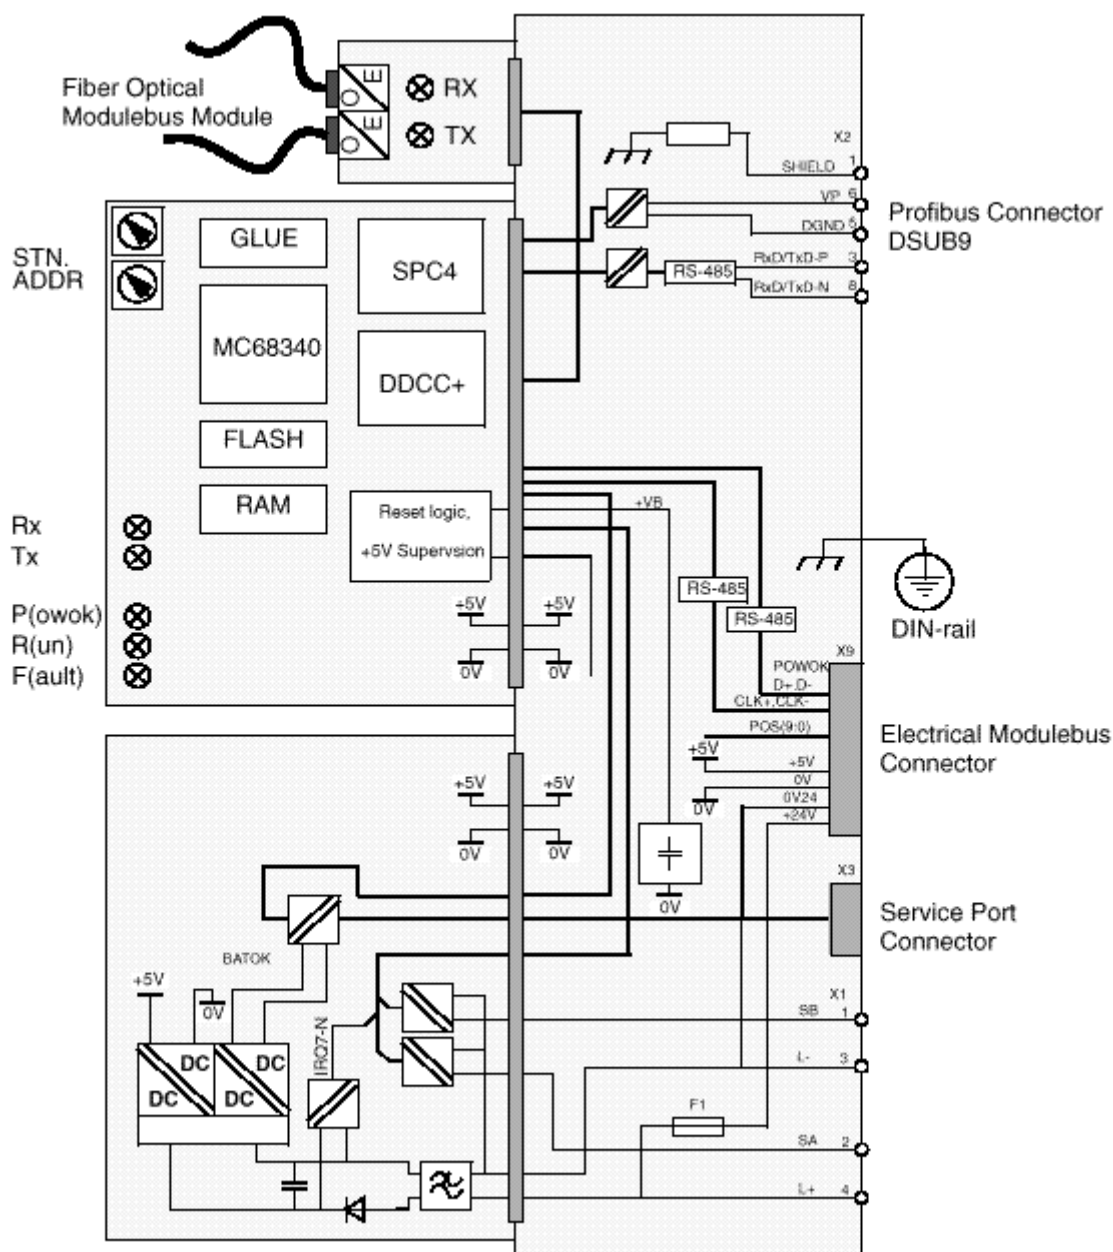 Fiber Optical
Modulebus Module
O E
O E
RX
TX
X2
SHIELD 1
VP 6
DGND 5
RxD/TxD-P 3
RxD/TxD-N 8
RS-485
Profibus Connector
DSUB9
STN.
ADDR
GLUE
SPC4
MC68340
DDCC+
FLASH
RAM
Reset logic,
+5V Supervsion
+VB
Rx
Tx
P(owok)
R(un)
F(ault)
+5V +5V
0V 0V
RS-485
RS-485
DIN-rail
X9
POWOK
D+.D-
CLK+,CLK-
POS(9:0)
+5V
+5V
0V
0V
0V24
+24V
Electrical Modulebus
Connector
+5V +5V
0V 0V
0V
X3
Service Port
Connector
BATOK
+5V
0V
IRQ7-N
DC DC
DC DC
X1
SB 1
L- 3
F1
SA 2
L+ 4